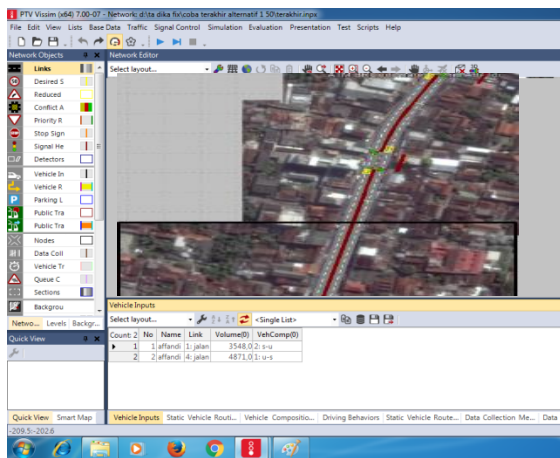 PTV Vissim (x64) 7.00-07 - Network: d:\ta dika fix\coba terakhir alternatif 1 50\terakhir.inpx
File Edit View Lists Base Data Traffic Signal Control Simulation Evaluation Presentation Test Scripts Help
Network Objects
Network Editor
Select layout...
Links
Desired S
Reduced
Conflict A
Priority R
Stop Sign
Signal He
Detectors
Vehicle In
Vehicle R
Parking L
Public Tra
Public Tra
Nodes
Data Coll
Vehicle Tr
Queue C
Sections
Backgrou
Netwo... Levels Backgr...
Quick View
Quick View Smart Map
Vehicle Inputs
Select layout... <Single List>
Count: 2 No Name Link Volume(0) VehComp(0)
1 1 affandi 1: jalan 3548,0 2: s-u
2 2 affandi 4: jalan 4871,0 1: u-s
Vehicle Inputs Static Vehicle Routi... Vehicle Compositio... Driving Behaviors Static Vehicle Route... Data Collection Me... Data
-209.5:-202.6